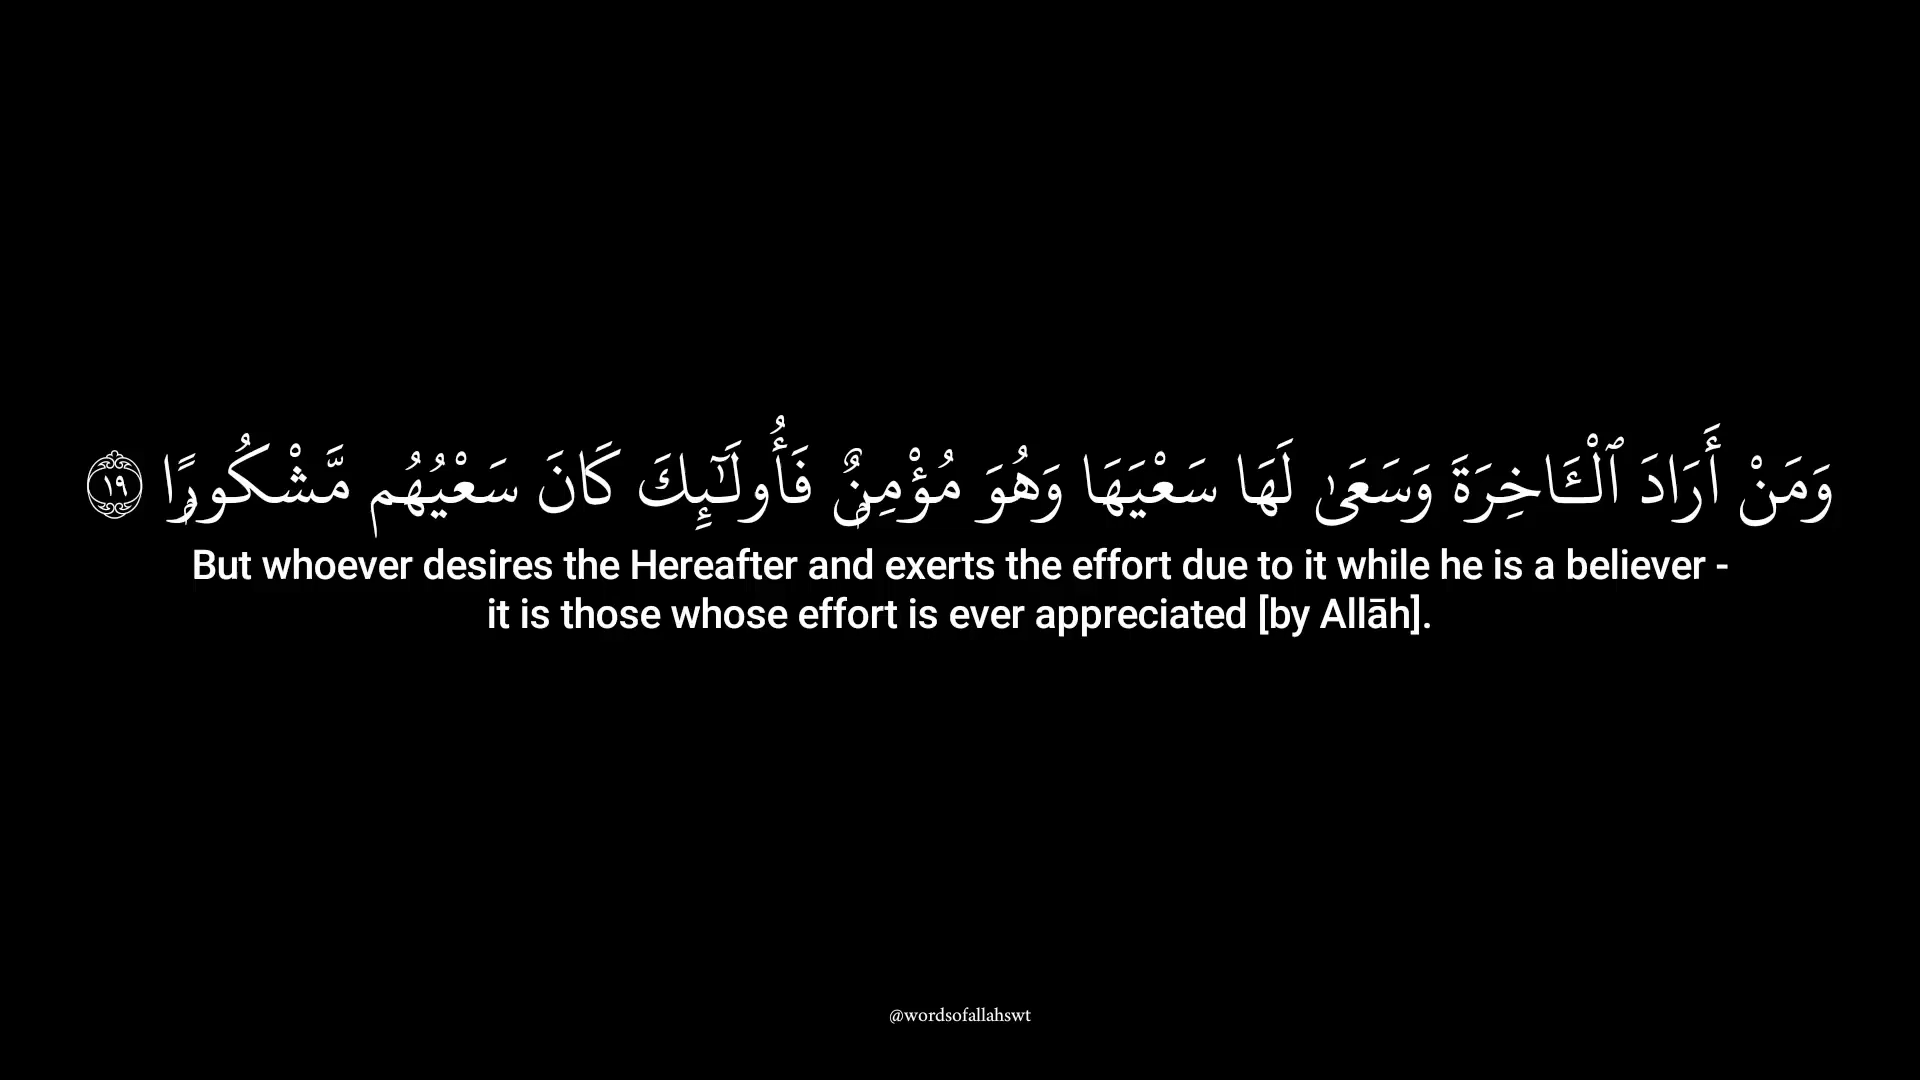 وَمَنْ أَرَادَ ٱلْـَٔاخِرَةَ وَسَعَىٰ لَهَا سَعْيَهَا وَهُوَ مُؤْمِنٌۭ فَأُو۟لَـٰٓئِكَ كَانَ سَعْيُهُم مَّشْكُورًۭا ١٩
But whoever desires the Hereafter and exerts the effort due to it while he is a believer -
it is those whose effort is ever appreciated [by Allāh].
@wordsofallahswt